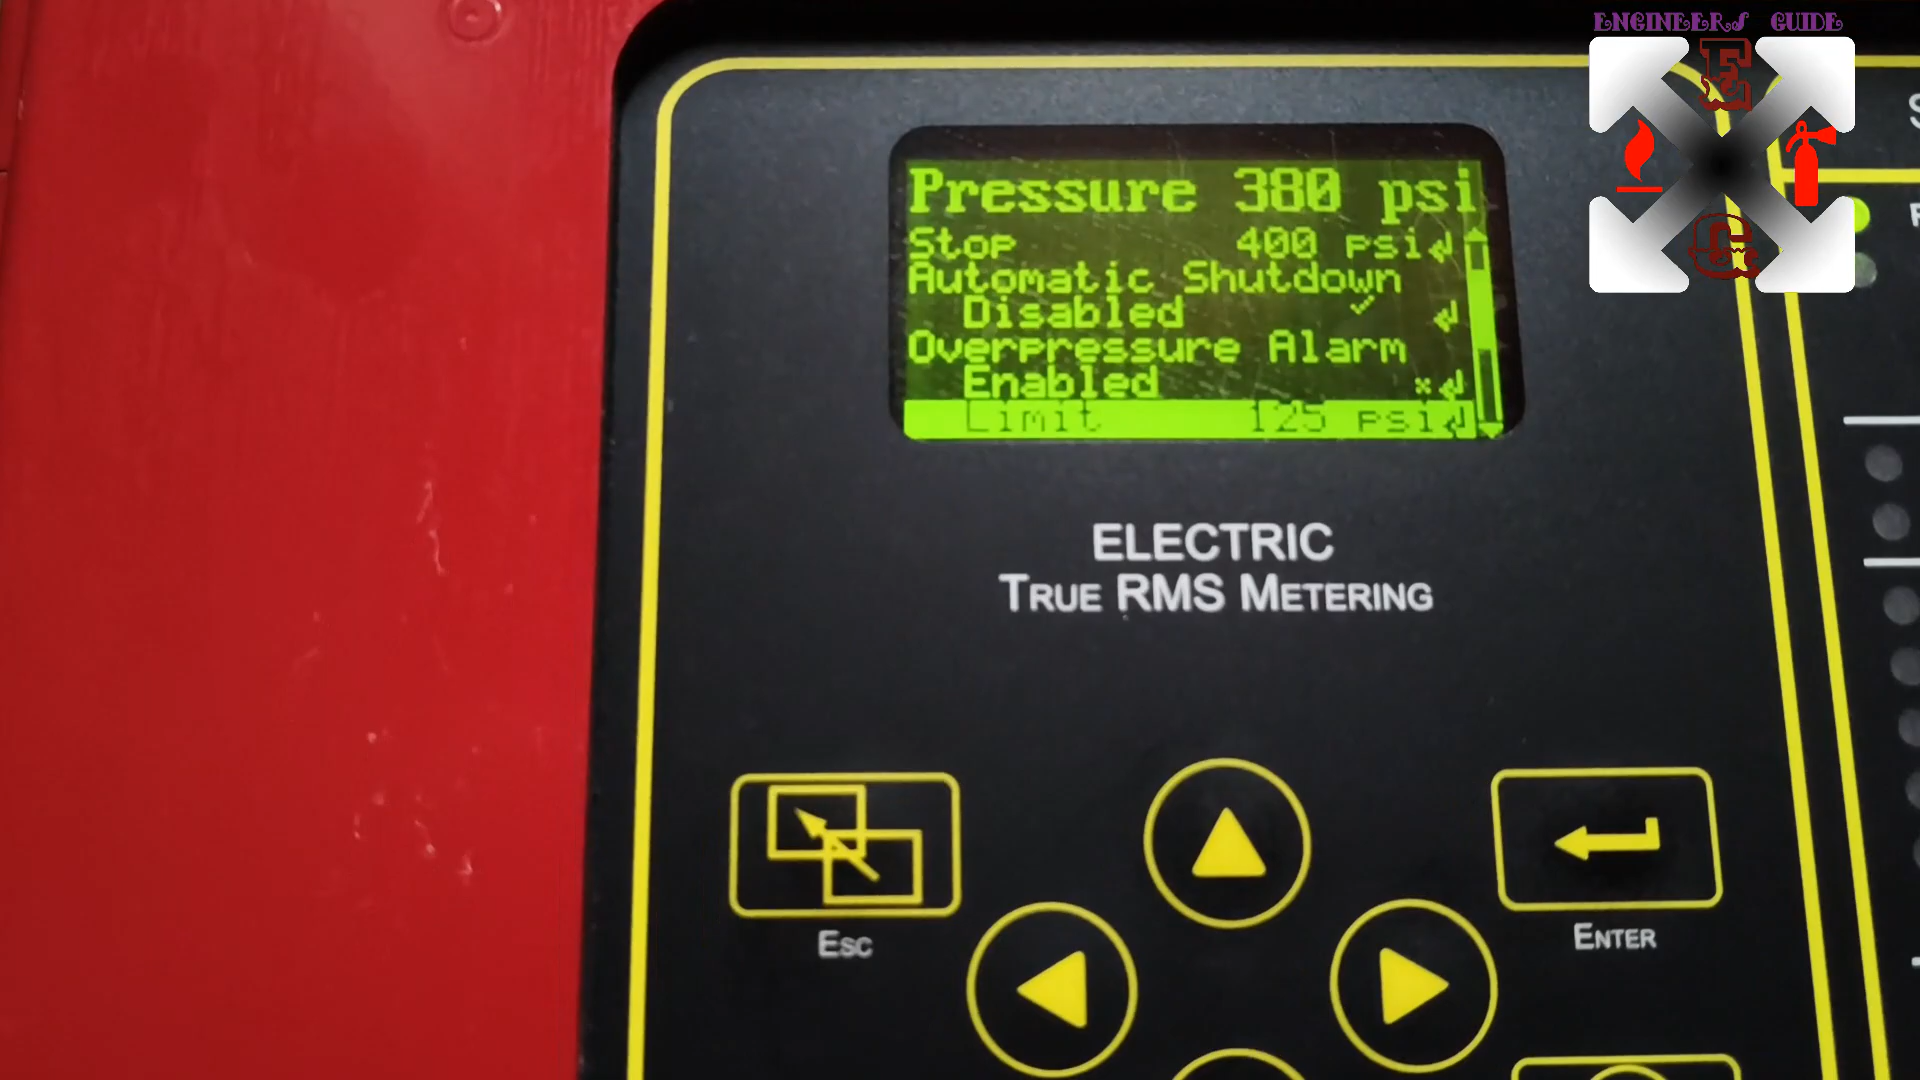 ENGINEERS GUIDE
E
G
Pressure 380 psi
Stop 400 psi
Automatic Shutdown
Disabled
Overpressure Alarm
Enabled
Limit 125 psi
ELECTRIC
TRUE RMS METERING
ESC
ENTER